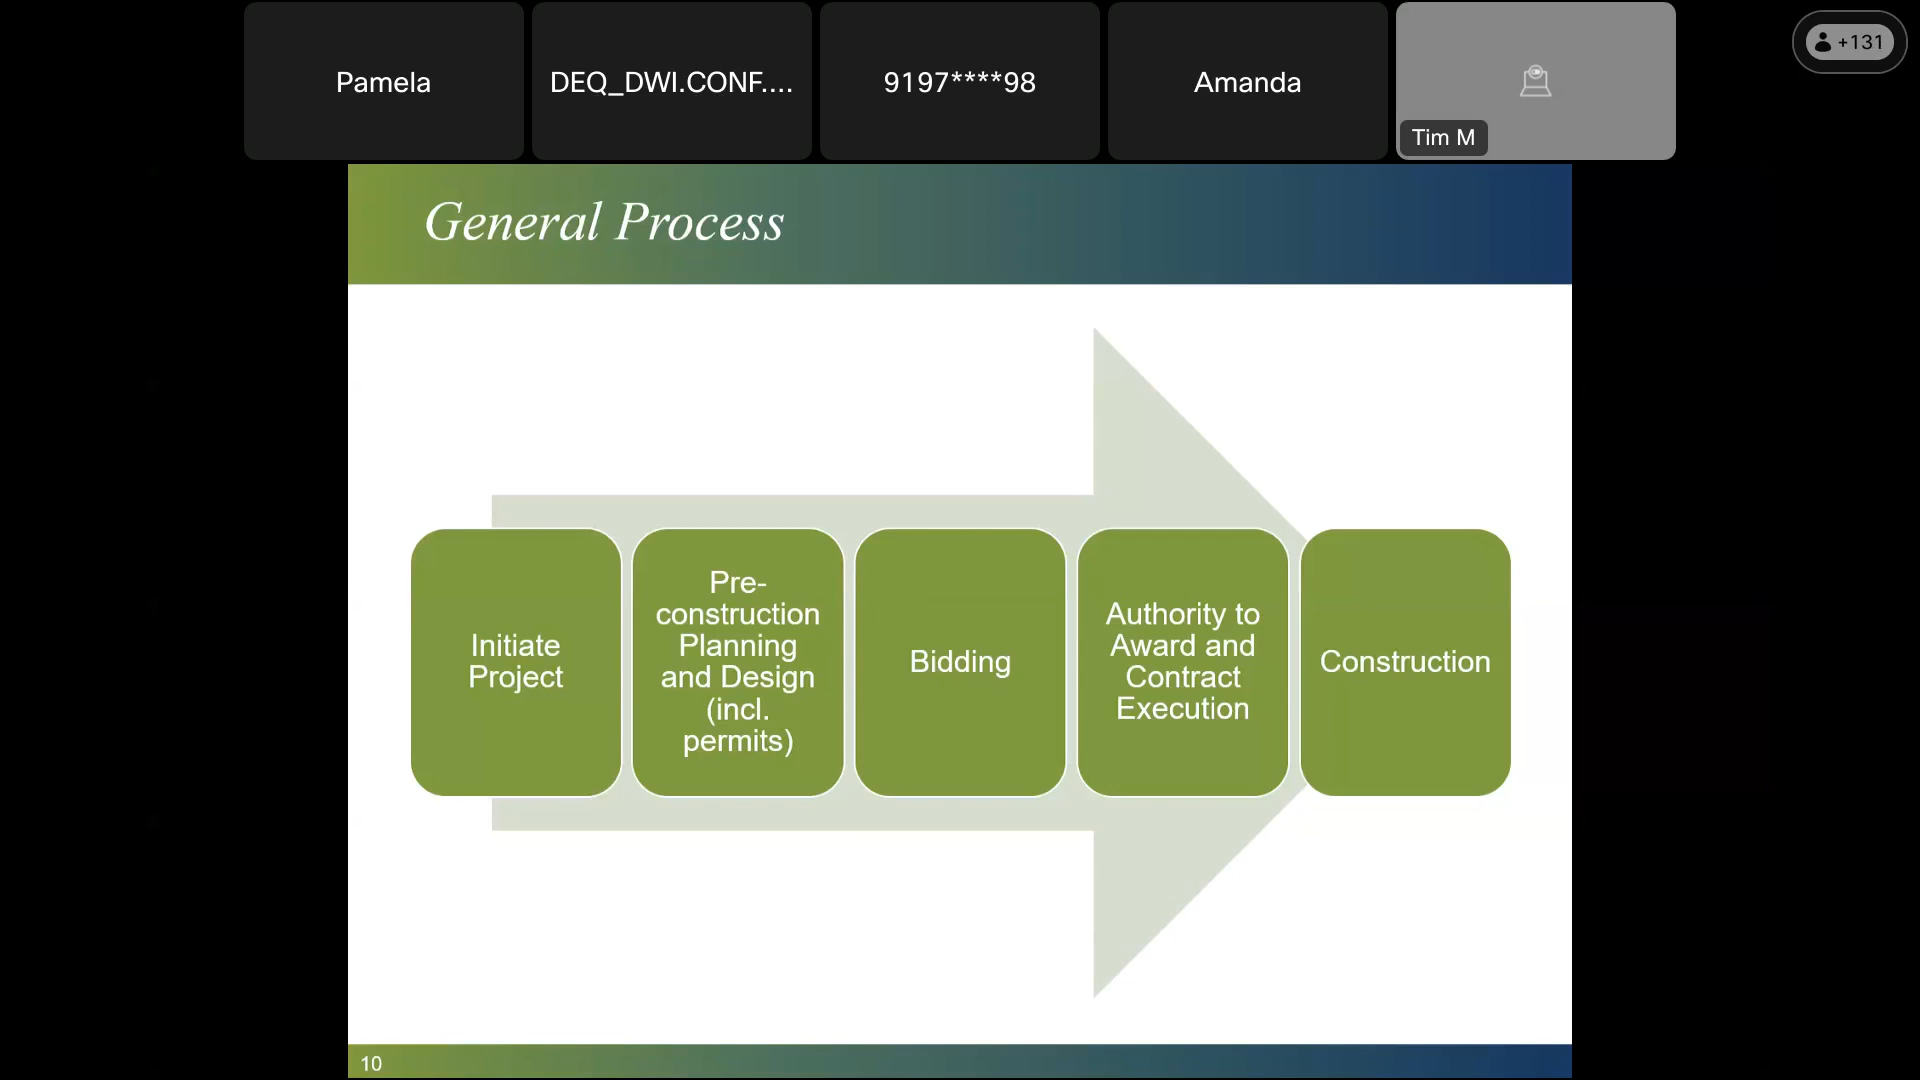 Pamela
DEQ_DWI.CONF....
9197****98
Amanda
Tim M
+131
General Process
Initiate
Project
Pre-
construction
Planning
and Design
(incl.
permits)
Bidding
Authority to
Award and
Contract
Execution
Construction
10